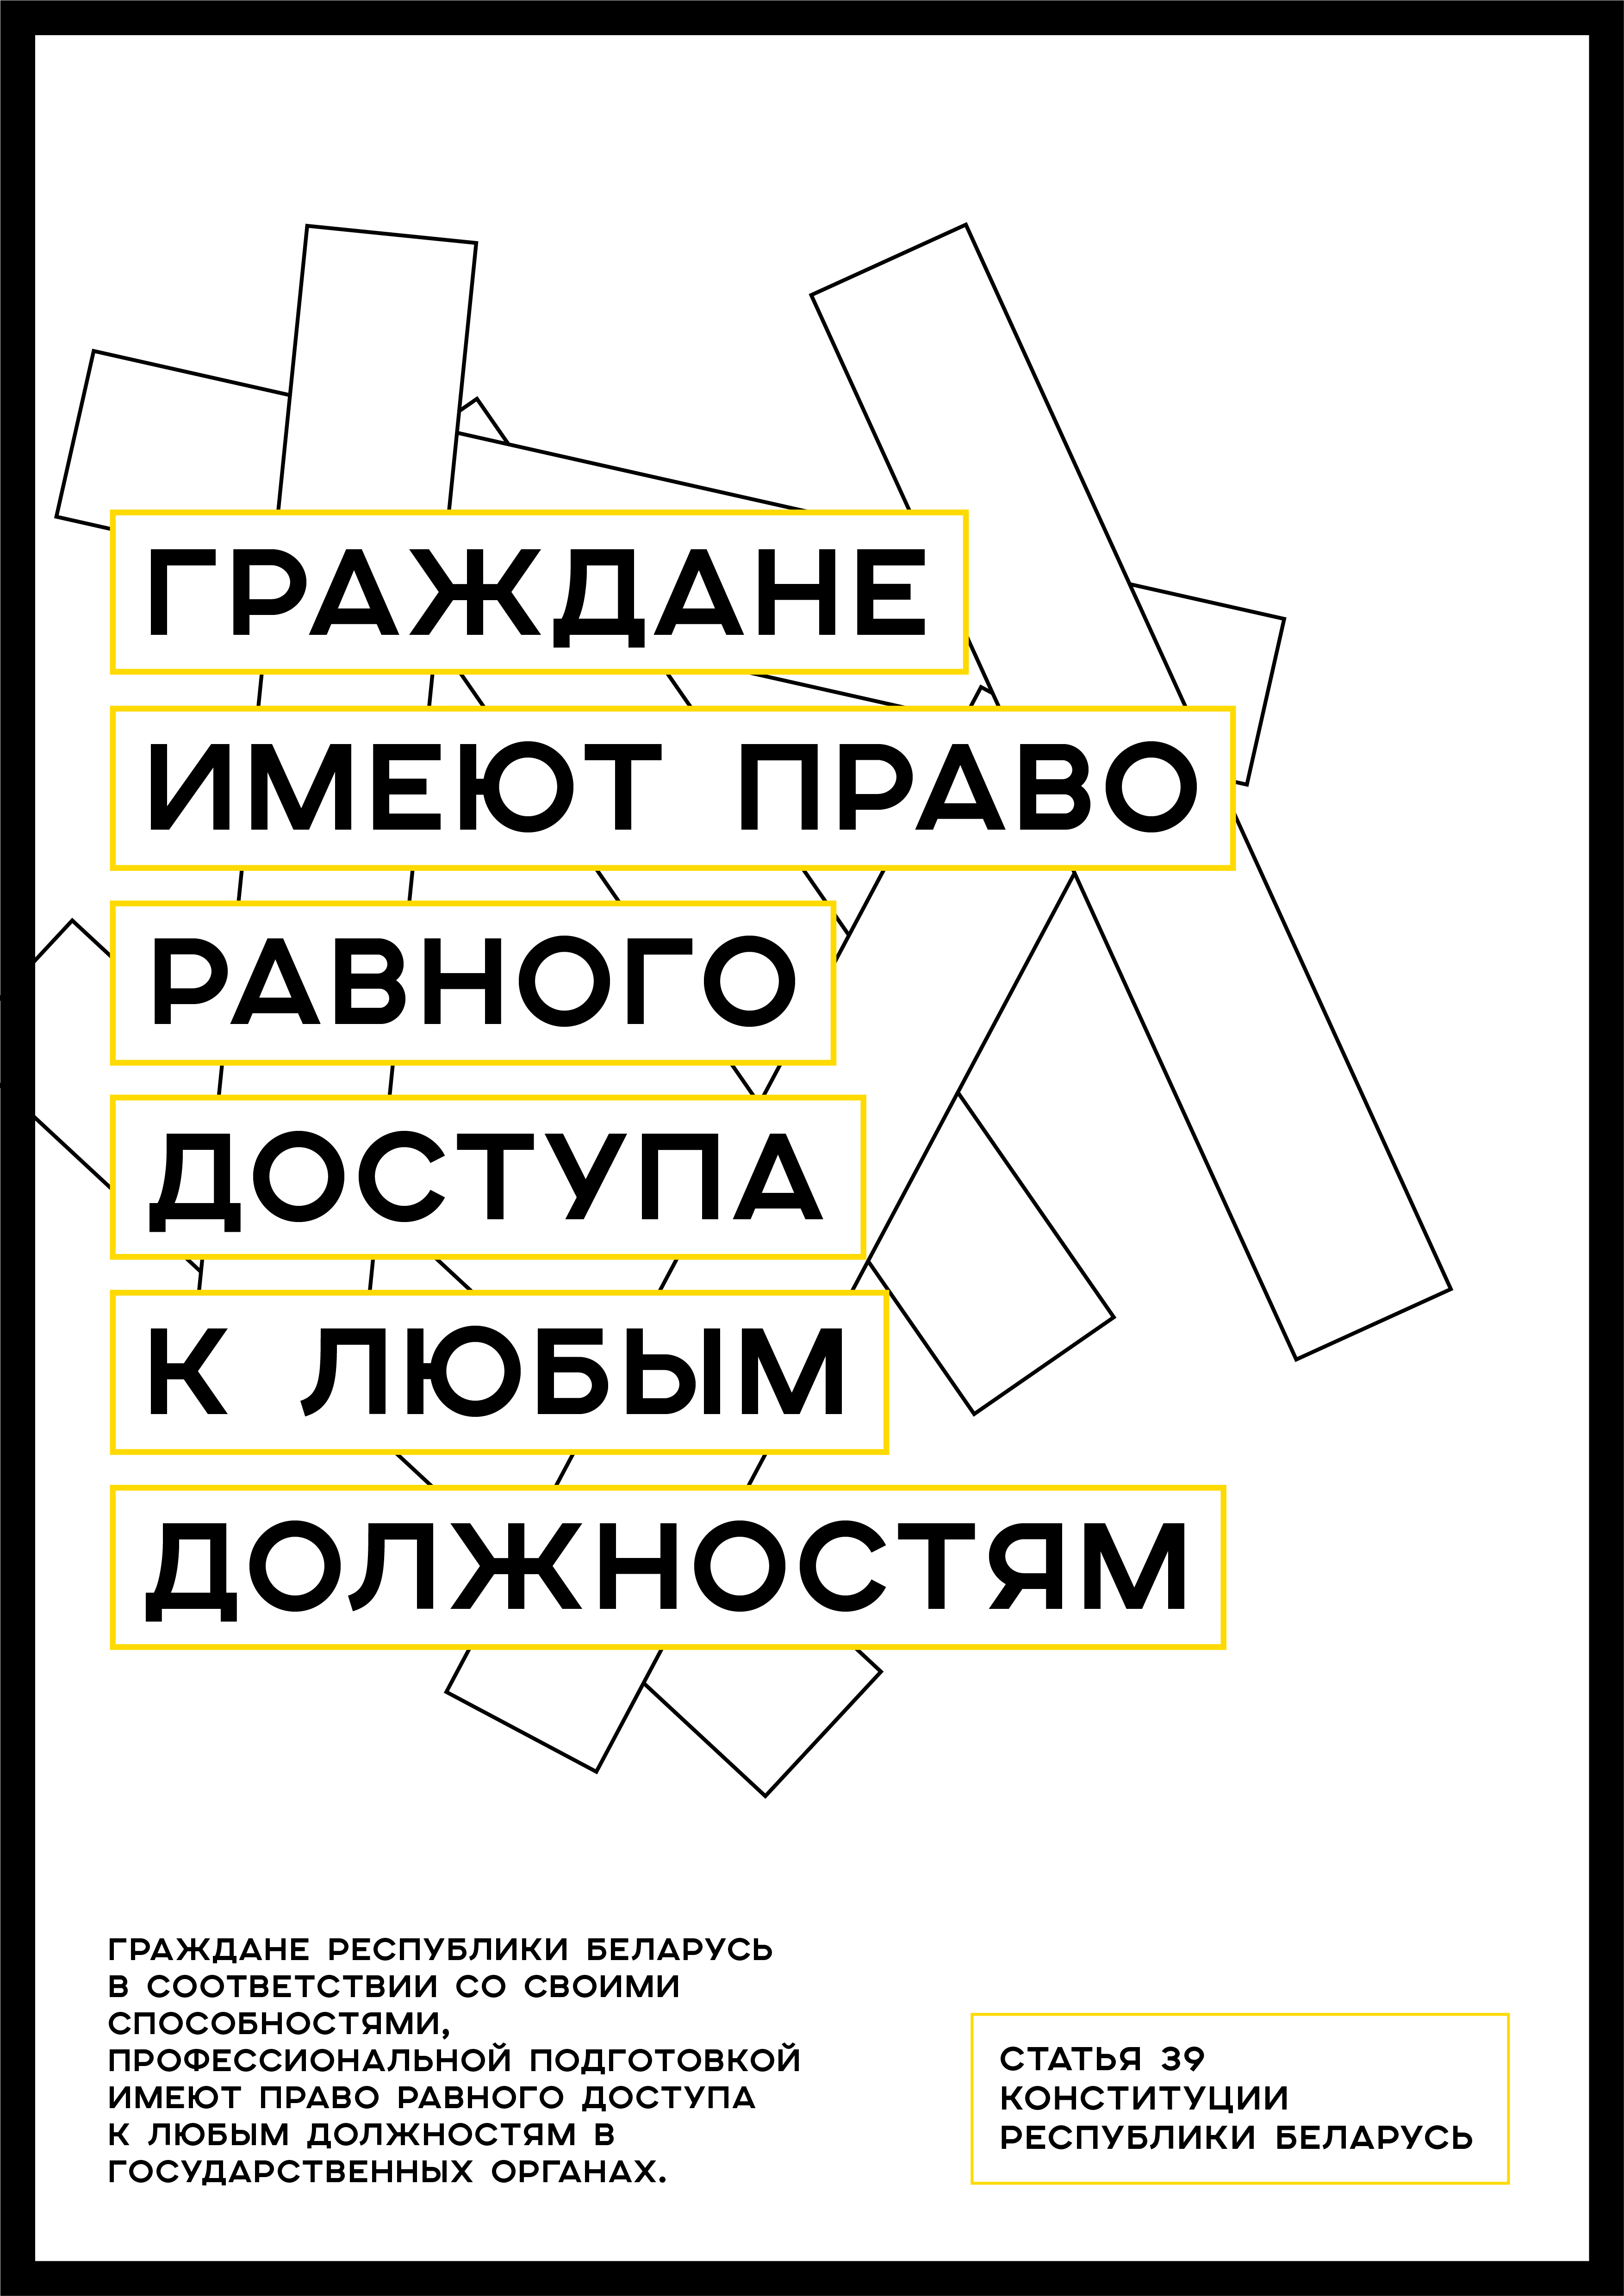 ГРАЖДАНЕ
ИМЕЮТ ПРАВО
РАВНОГО
ДОСТУПА
К ЛЮБЫМ
ДОЛЖНОСТЯМ
ГРАЖДАНЕ РЕСПУБЛИКИ БЕЛАРУСЬ
В СООТВЕТСТВИИ СО СВОИМИ
СПОСОБНОСТЯМИ,
ПРОФЕССИОНАЛЬНОЙ ПОДГОТОВКОЙ
ИМЕЮТ ПРАВО РАВНОГО ДОСТУПА
К ЛЮБЫМ ДОЛЖНОСТЯМ В
ГОСУДАРСТВЕННЫХ ОРГАНАХ.
СТАТЬЯ 39
КОНСТИТУЦИИ
РЕСПУБЛИКИ БЕЛАРУСЬ